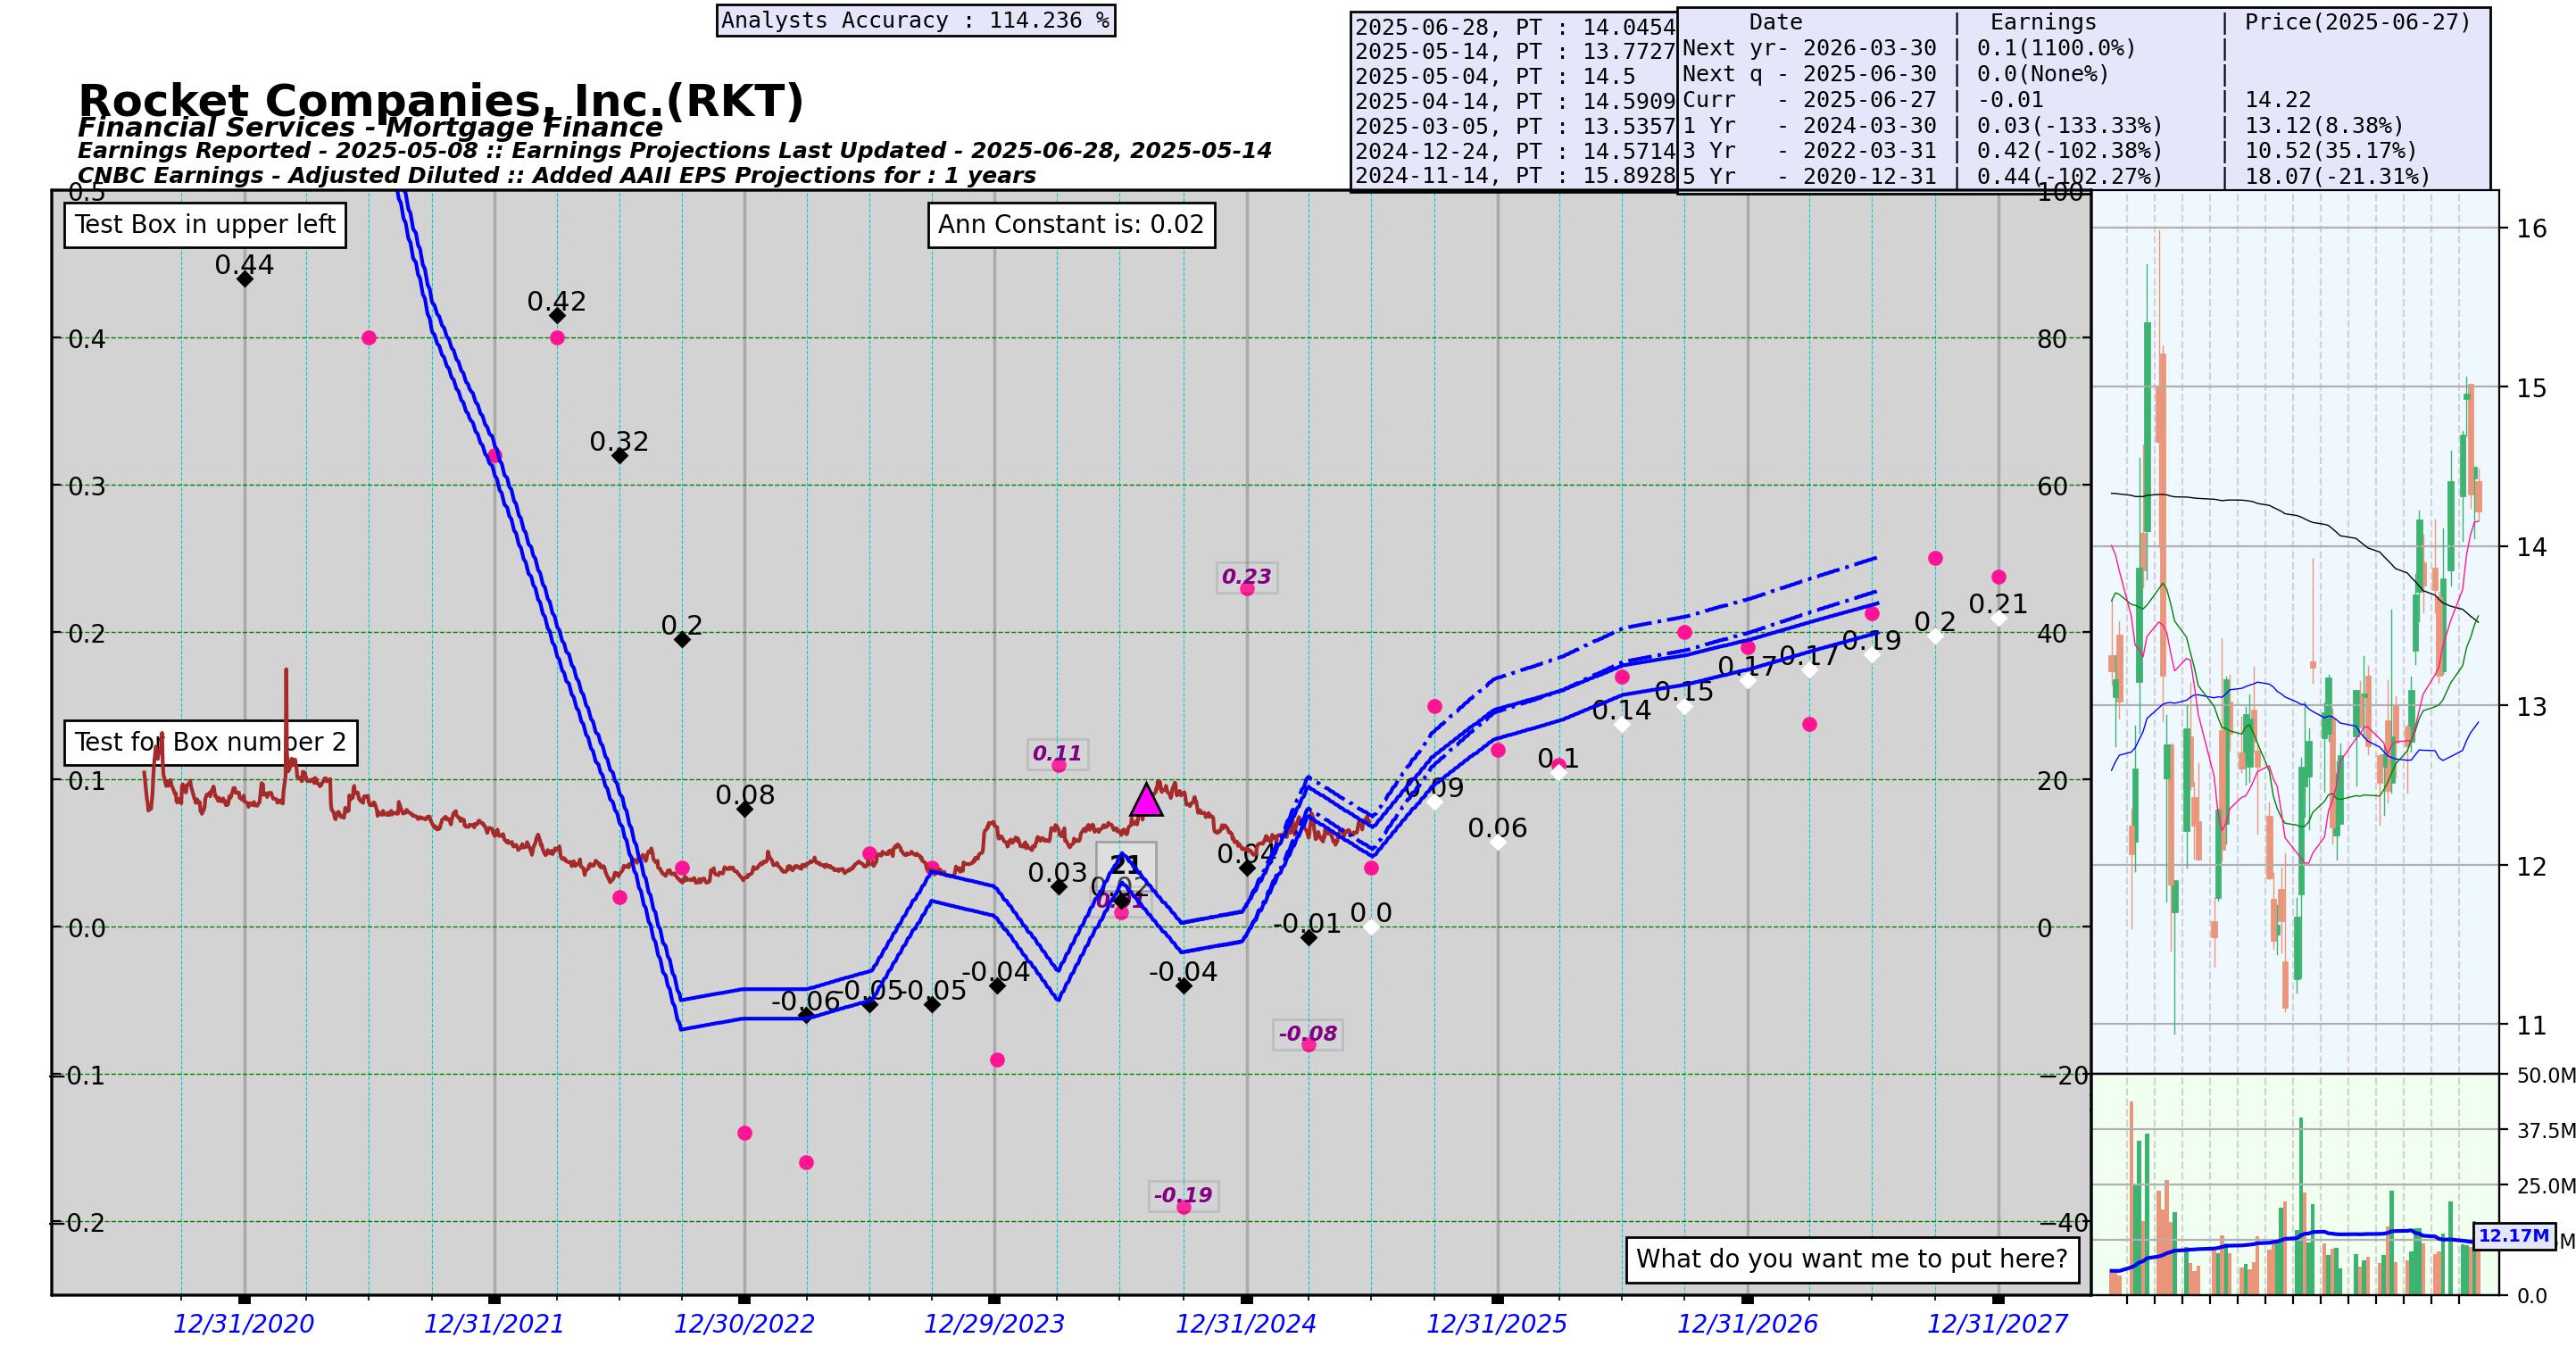 Analysts Accuracy : 114.236 %
2025-06-28, PT : 14.0454
2025-05-14, PT : 13.7727
2025-05-04, PT : 14.5
2025-04-14, PT : 14.5909
2025-03-05, PT : 13.5357
2024-12-24, PT : 14.5714
2024-11-14, PT : 15.8928
Date | Earnings | Price(2025-06-27)
Next yr- 2026-03-30 | 0.1(1100.0%) |
Next q - 2025-06-30 | 0.0(None%) |
Curr - 2025-06-27 | -0.01 | 14.22
1 Yr - 2024-03-30 | 0.03(-133.33%) | 13.12(8.38%)
3 Yr - 2022-03-31 | 0.42(-102.38%) | 10.52(35.17%)
5 Yr - 2020-12-31 | 0.44(-102.27%) | 18.07(-21.31%)
Rocket Companies, Inc.(RKT)
Financial Services - Mortgage Finance
Earnings Reported - 2025-05-08 :: Earnings Projections Last Updated - 2025-06-28, 2025-05-14
CNBC Earnings - Adjusted Diluted :: Added AAII EPS Projections for : 1 years
Test Box in upper left
Ann Constant is: 0.02
Test for Box number 2
What do you want me to put here?
0.5
0.4
0.3
0.2
0.1
0.0
−0.1
−0.2
0.44
0.42
0.32
0.2
0.08
-0.06
-0.05
-0.05
-0.04
0.03
0.11
21
0.02
0.01
-0.04
-0.19
0.23
0.04
-0.01
-0.08
0.0
0.09
0.06
0.1
0.14
0.15
0.17
0.17
0.19
0.2
0.21
100
80
60
40
20
0
−20
−40
16
15
14
13
12
11
50.0M
37.5M
25.0M
12.17M
0.0
12/31/2020
12/31/2021
12/30/2022
12/29/2023
12/31/2024
12/31/2025
12/31/2026
12/31/2027